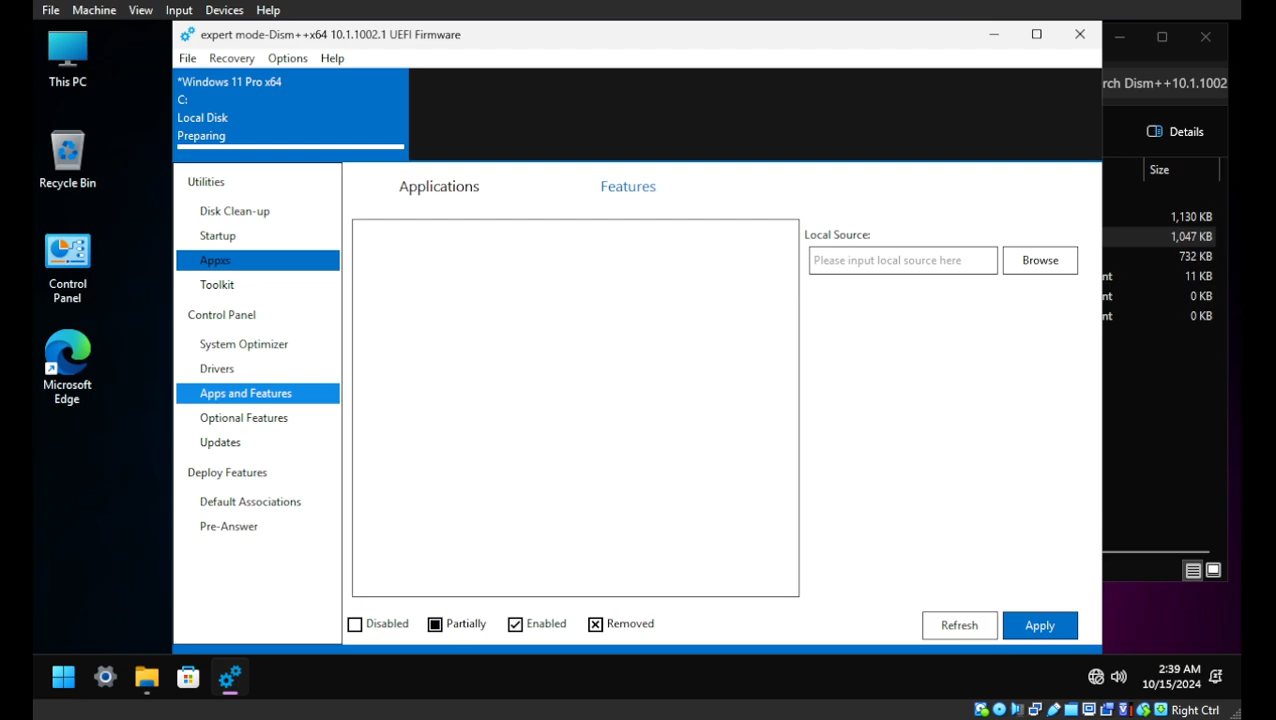 File Machine View Input Devices Help
expert mode-Dism++x64 10.1.1002.1 UEFI Firmware
File Recovery Options Help
*Windows 11 Pro x64
C:
Local Disk
Preparing
This PC
Recycle Bin
Control
Panel
Microsoft
Edge
Utilities
Disk Clean-up
Startup
Appxs
Toolkit
Control Panel
System Optimizer
Drivers
Apps and Features
Optional Features
Updates
Deploy Features
Default Associations
Pre-Answer
Applications Features
Local Source:
Please input local source here Browse
Disabled Partially Enabled Removed
Refresh Apply
rch Dism++10.1.1002
Details
Size
1,130 KB
1,047 KB
732 KB
nt 11 KB
nt 0 KB
nt 0 KB
2:39 AM
10/15/2024
Right Ctrl